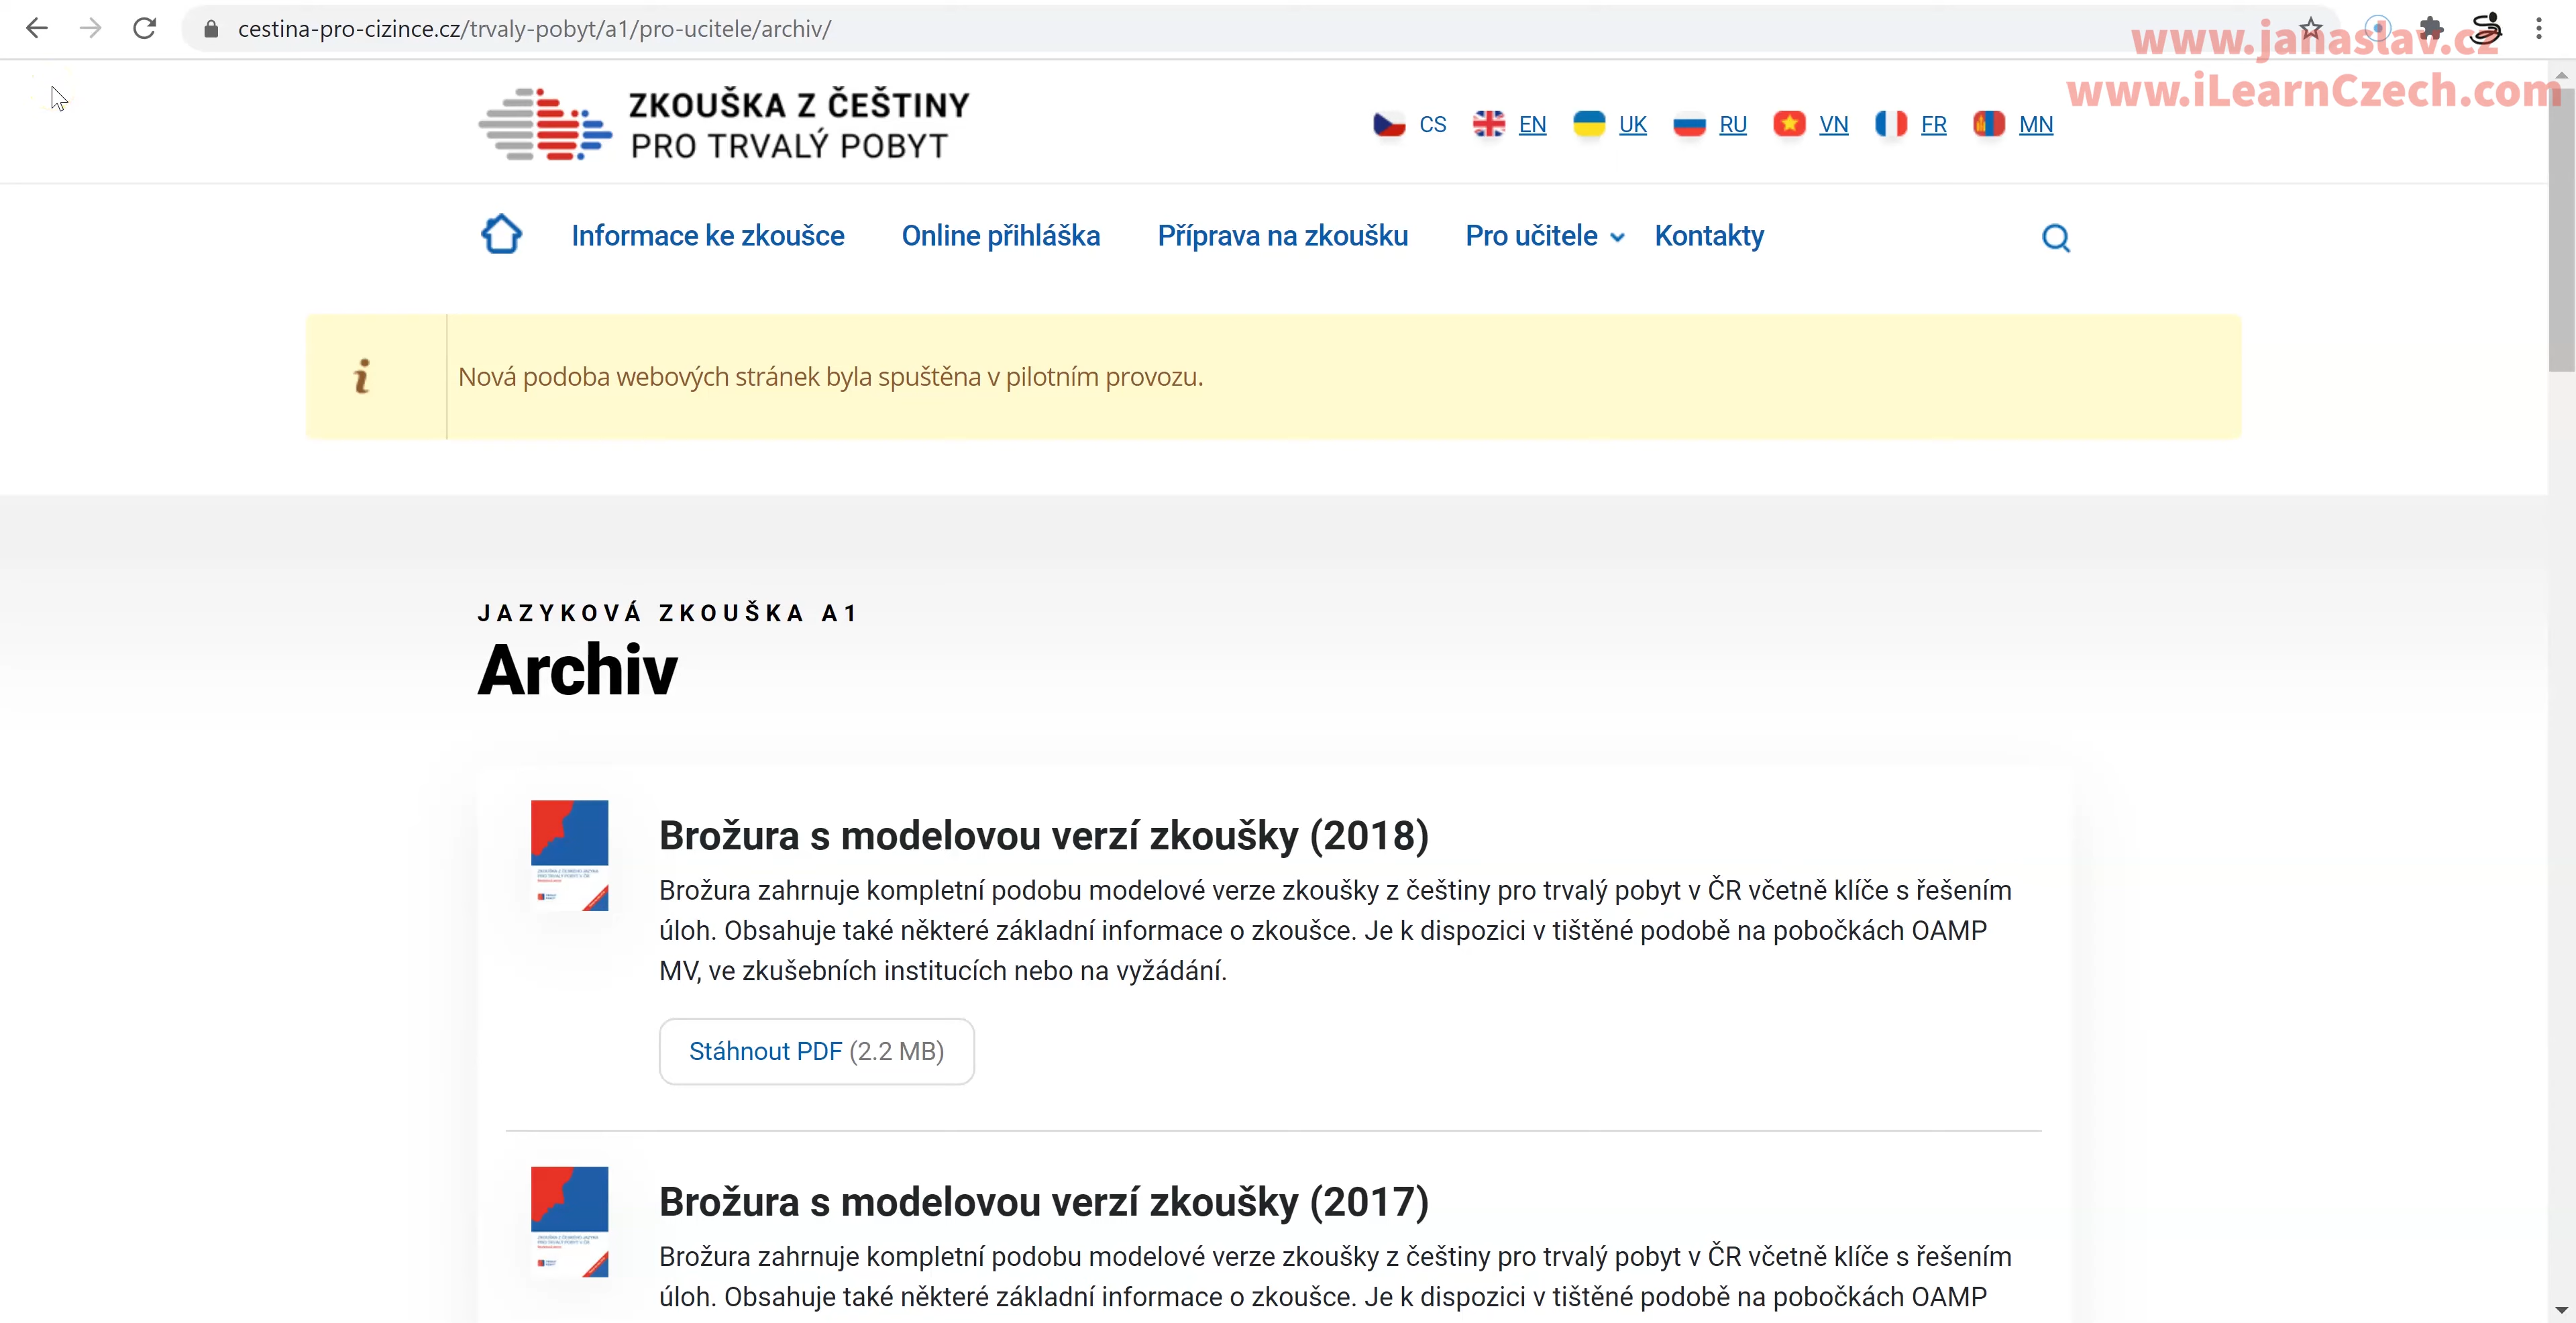 cestina-pro-cizince.cz/trvaly-pobyt/a1/pro-ucitele/archiv/
www.janaslav.cz
www.iLearnCzech.com
ZKOUŠKA Z ČEŠTINY
PRO TRVALÝ POBYT
CS EN UK RU VN FR MN
Informace ke zkoušce Online přihláška Příprava na zkoušku Pro učitele Kontakty
i Nová podoba webových stránek byla spuštěna v pilotním provozu.
JAZYKOVÁ ZKOUŠKA A1
Archiv
Brožura s modelovou verzí zkoušky (2018)
Brožura zahrnuje kompletní podobu modelové verze zkoušky z češtiny pro trvalý pobyt v ČR včetně klíče s řešením
úloh. Obsahuje také některé základní informace o zkoušce. Je k dispozici v tištěné podobě na pobočkách OAMP
MV, ve zkušebních institucích nebo na vyžádání.
Stáhnout PDF (2.2 MB)
Brožura s modelovou verzí zkoušky (2017)
Brožura zahrnuje kompletní podobu modelové verze zkoušky z češtiny pro trvalý pobyt v ČR včetně klíče s řešením
úloh. Obsahuje také některé základní informace o zkoušce. Je k dispozici v tištěné podobě na pobočkách OAMP